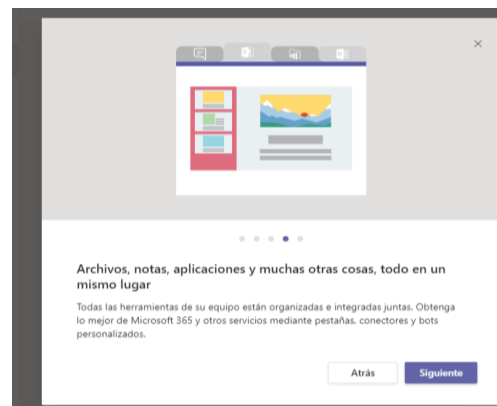 Archivos, notas, aplicaciones y muchas otras cosas, todo en un
mismo lugar
Todas las herramientas de su equipo están organizadas e integradas juntas. Obtenga
lo mejor de Microsoft 365 y otros servicios mediante pestañas, conectores y bots
personalizados.
Atrás
Siguiente